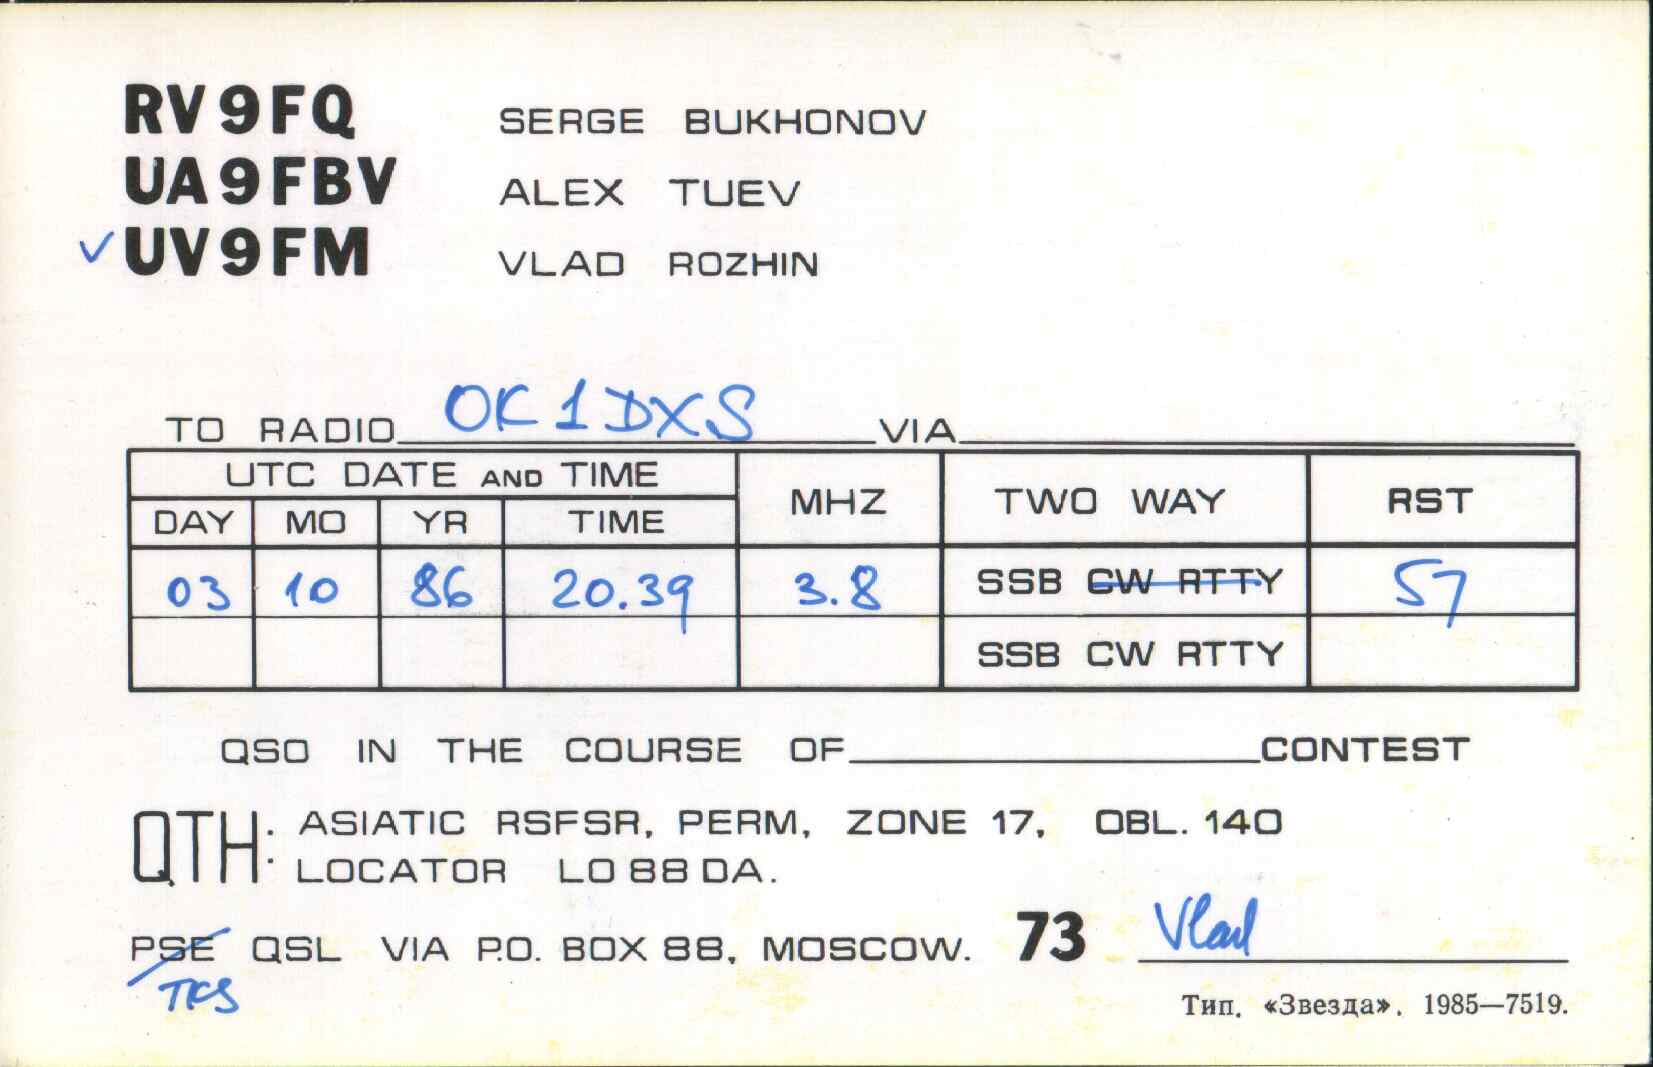 RV9FQ SERGE BUKHONOV
UA9FBV ALEX TUEV
✓ UV9FM VLAD ROZHIN
TO RADIO OK1DXS VIA
UTC DATE AND TIME MHZ TWO WAY RST
DAY MO YR TIME
03 10 86 20.39 3.8 SSB CW RTTY 57
SSB CW RTTY
QSO IN THE COURSE OF CONTEST
QTH: ASIATIC RSFSR, PERM, ZONE 17, OBL. 140
LOCATOR LO88DA.
PSE QSL VIA P.O. BOX 88, MOSCOW. 73 Vlad
TKS
Тип. «Звезда». 1985—7519.